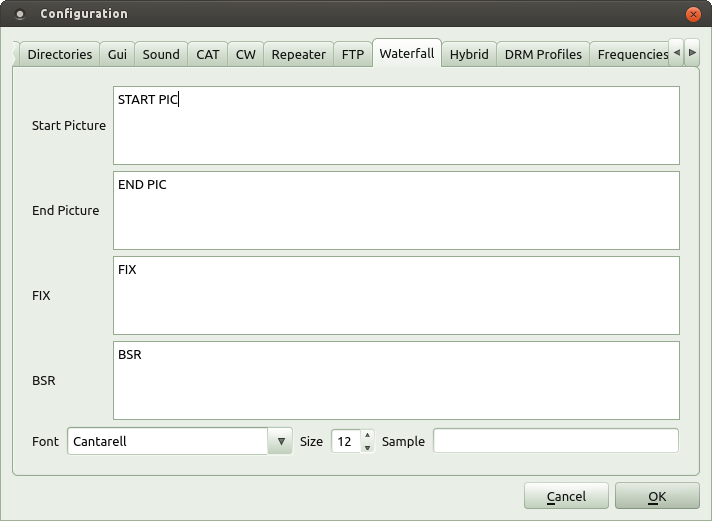 Configuration
Directories Gui Sound CAT CW Repeater FTP Waterfall Hybrid DRM Profiles Frequencies
Start Picture START PIC
End Picture END PIC
FIX FIX
BSR BSR
Font Cantarell Size 12 Sample
Cancel OK